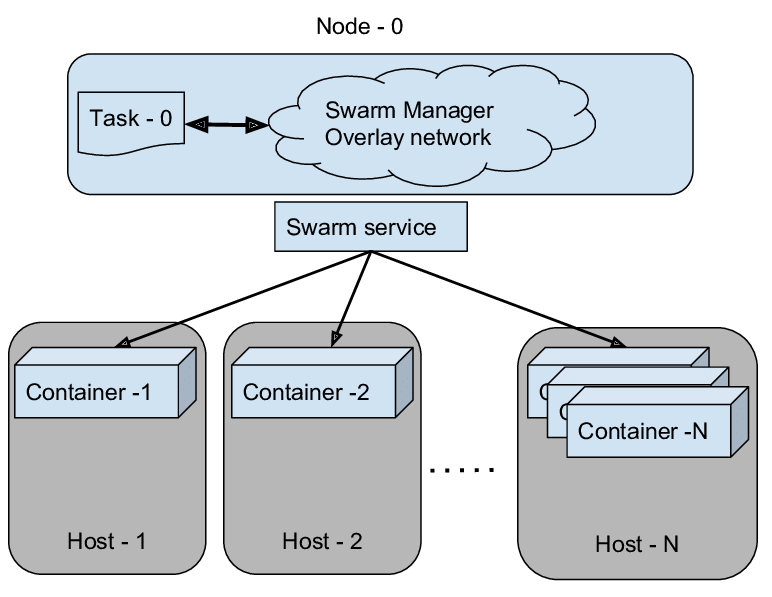 Node - 0
Task - 0
Swarm Manager
Overlay network
Swarm service
Container -1
Container -2
Container -N
.....
Host - 1
Host - 2
Host - N